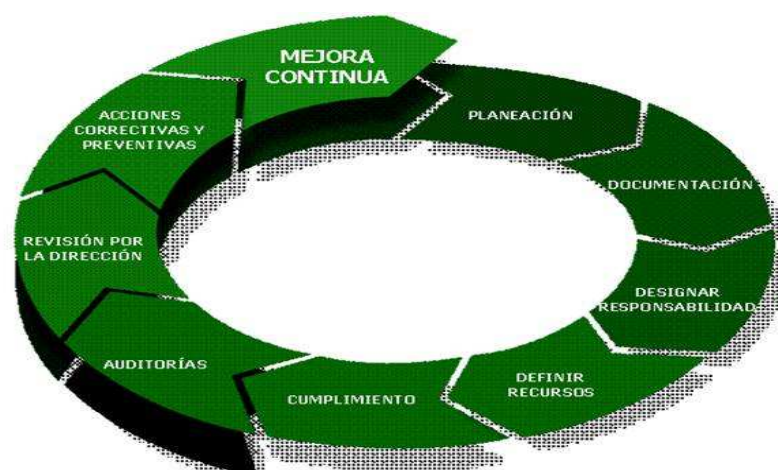 MEJORA
CONTINUA
PLANEACIÓN
DOCUMENTACIÓN
DESIGNAR
RESPONSABILIDAD
DEFINIR
RECURSOS
CUMPLIMIENTO
AUDITORÍAS
REVISIÓN POR
LA DIRECCIÓN
ACCIONES
CORRECTIVAS Y
PREVENTIVAS